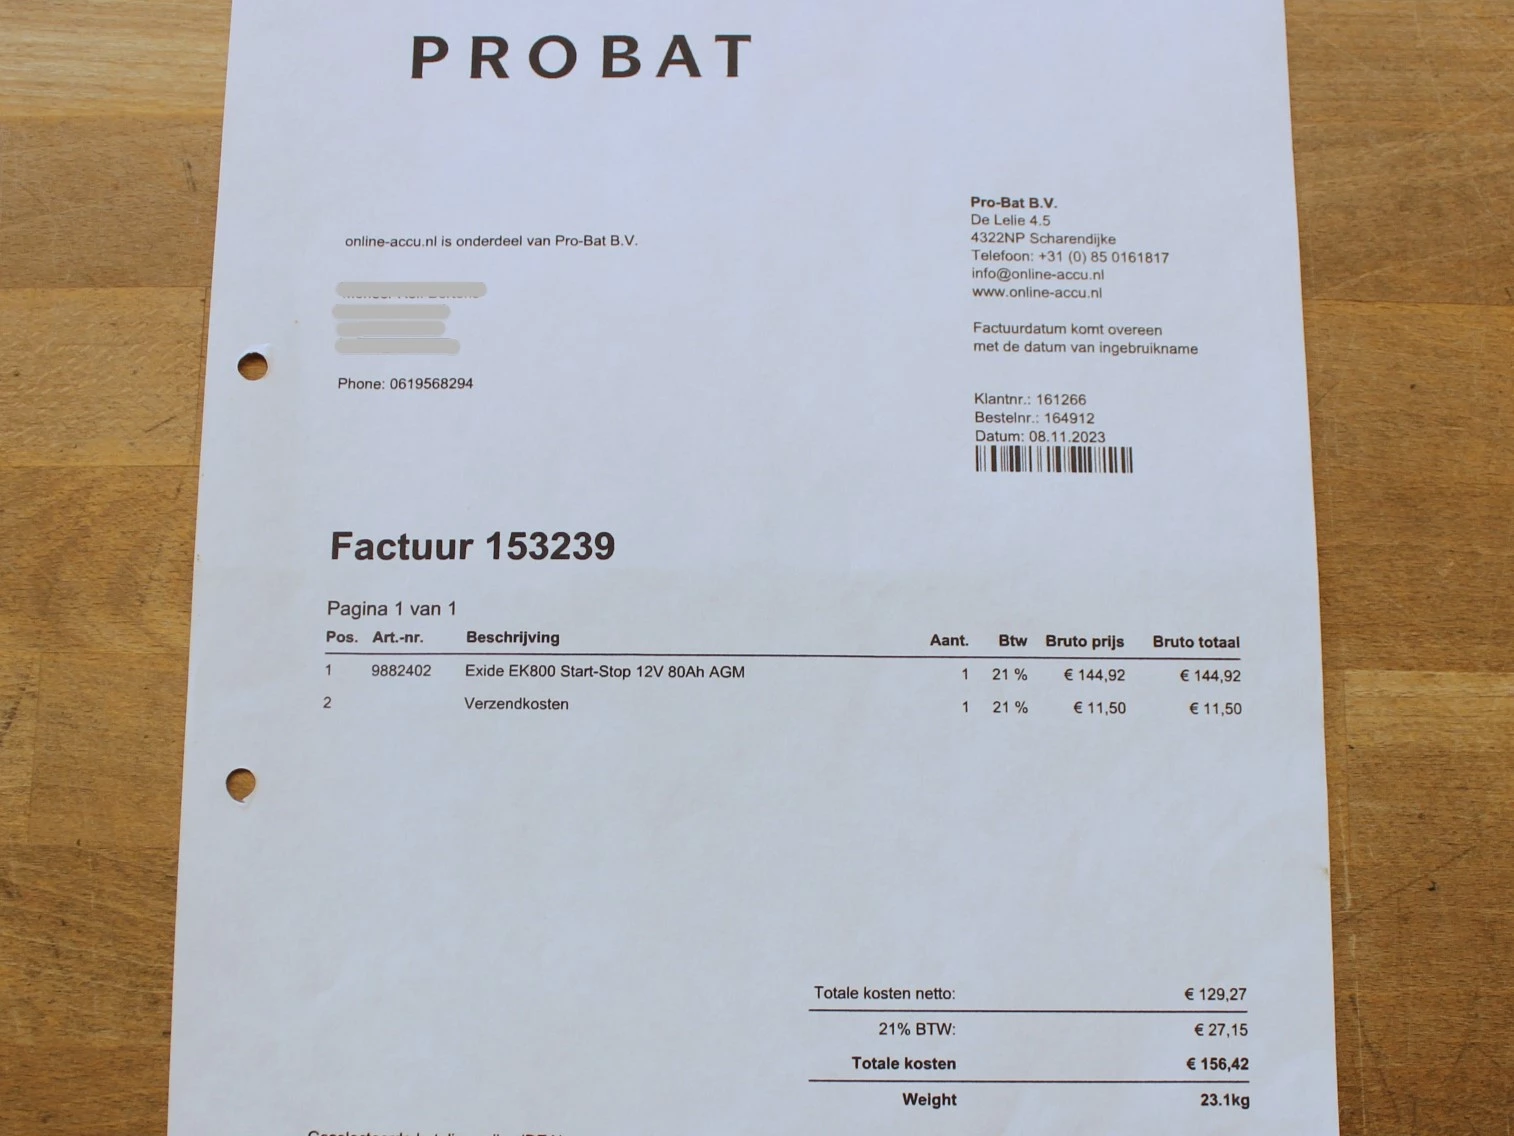 PROBAT
Pro-Bat B.V.
De Lelie 4.5
4322NP Scharendijke
Telefoon: +31 (0) 85 0161817
info@online-accu.nl
www.online-accu.nl
online-accu.nl is onderdeel van Pro-Bat B.V.
Factuurdatum komt overeen
met de datum van ingebruikname
Phone: 0619568294
Klantnr.: 161266
Bestelnr.: 164912
Datum: 08.11.2023
Factuur 153239
Pagina 1 van 1
Pos. Art.-nr. Beschrijving Aant. Btw Bruto prijs Bruto totaal
1 9882402 Exide EK800 Start-Stop 12V 80Ah AGM 1 21 % € 144,92 € 144,92
2 Verzendkosten 1 21 % € 11,50 € 11,50
Totale kosten netto: € 129,27
21% BTW: € 27,15
Totale kosten € 156,42
Weight 23.1kg